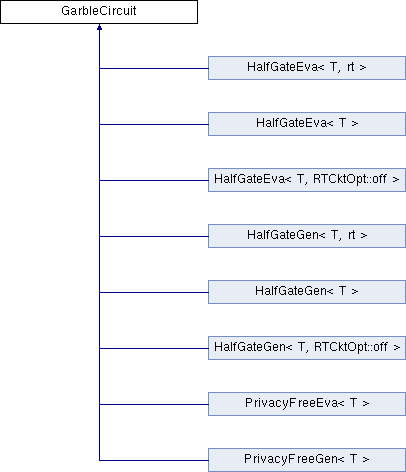 GarbleCircuit
HalfGateEva< T, rt >
HalfGateEva< T >
HalfGateEva< T, RTCktOpt::off >
HalfGateGen< T, rt >
HalfGateGen< T >
HalfGateGen< T, RTCktOpt::off >
PrivacyFreeEva< T >
PrivacyFreeGen< T >